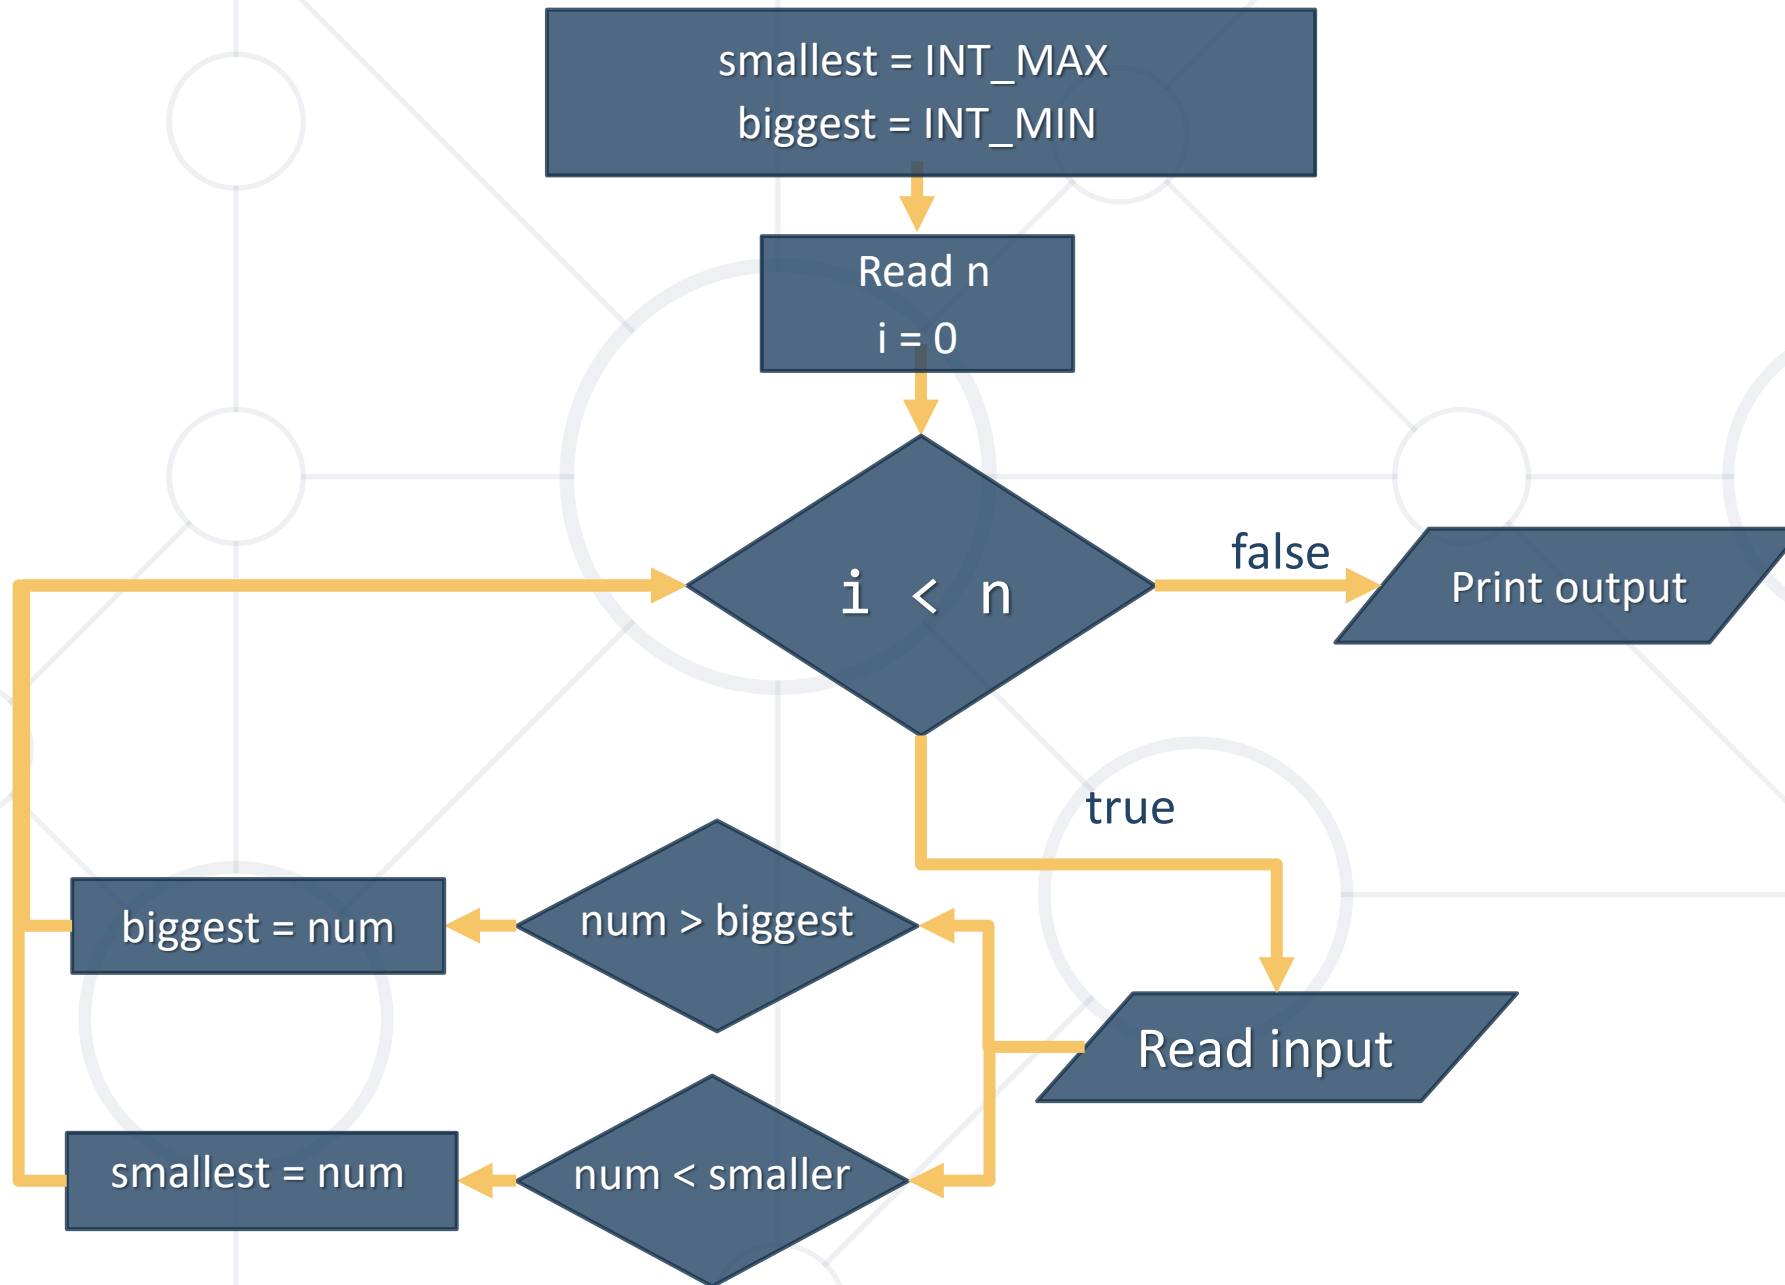 smallest = INT_MAX
biggest = INT_MIN
Read n
i = 0
i < n
false
Print output
true
num > biggest
biggest = num
Read input
num < smaller
smallest = num